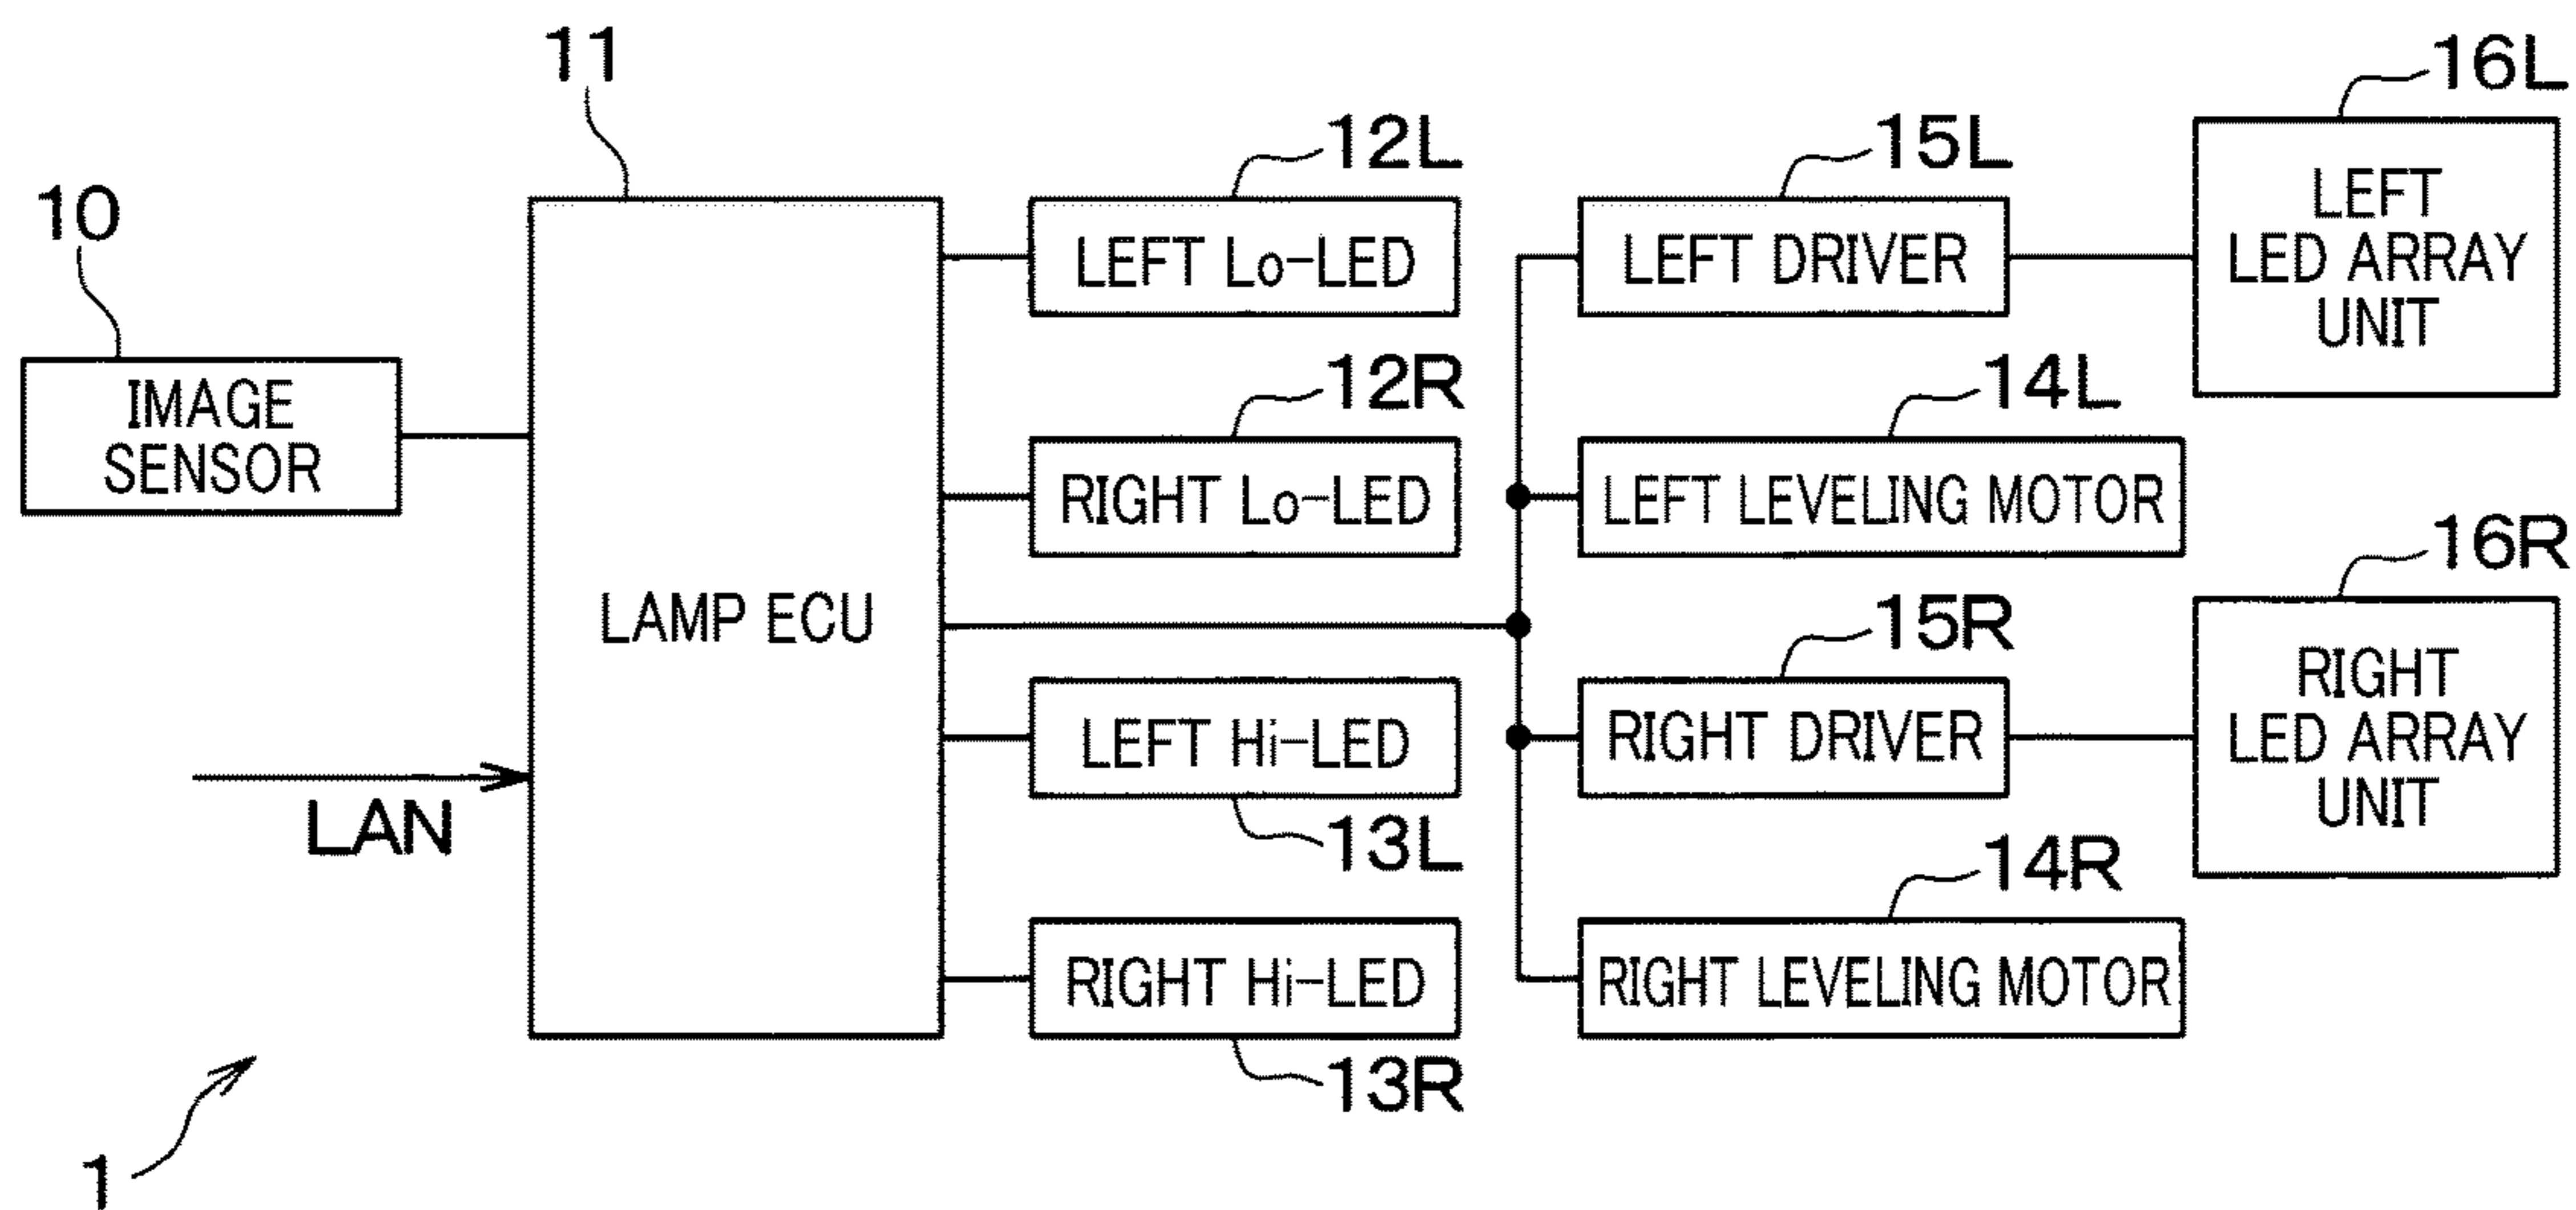 11
10
IMAGE
SENSOR
LAN
1
LAMP ECU
12L
LEFT Lo-LED
12R
RIGHT Lo-LED
LEFT Hi-LED
13L
RIGHT Hi-LED
13R
15L
LEFT DRIVER
14L
LEFT LEVELING MOTOR
15R
RIGHT DRIVER
14R
RIGHT LEVELING MOTOR
16L
LEFT
LED ARRAY
UNIT
16R
RIGHT
LED ARRAY
UNIT